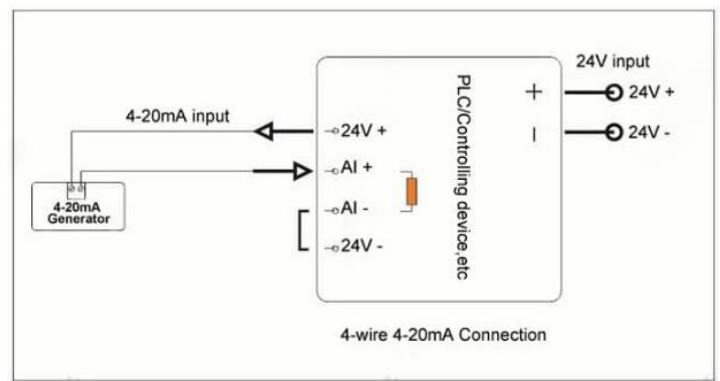 24V input
+
24V +
−
24V -
4-20mA input
24V +
AI +
AI -
24V -
PLC/Controlling device,etc
4-20mA
Generator
4-wire 4-20mA Connection